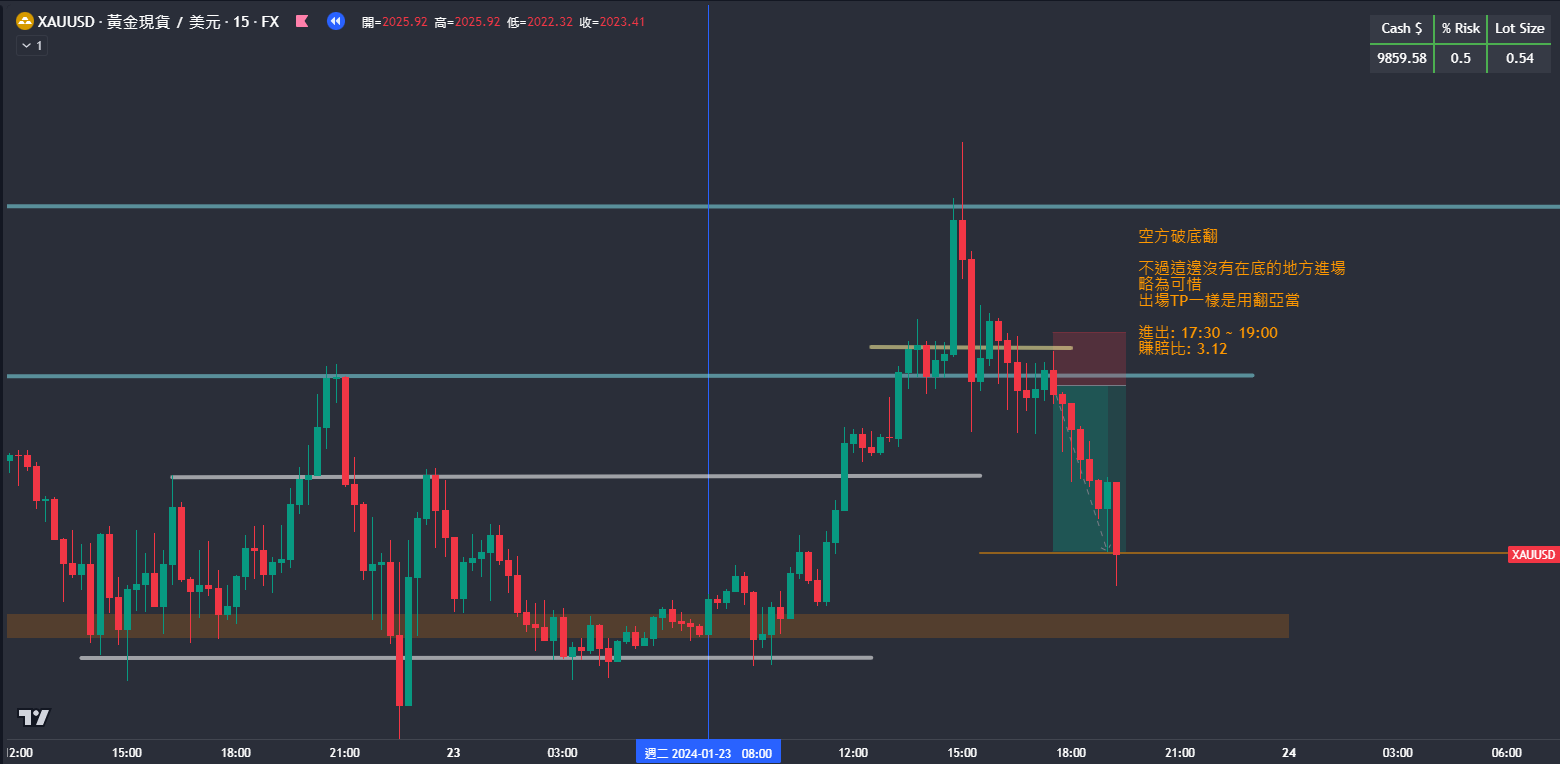 XAUUSD · 黃金現貨 / 美元 · 15 · FX 開=2025.92 高=2025.92 低=2022.32 收=2023.41
1
Cash $ % Risk Lot Size
9859.58 0.5 0.54
空方破底翻
不過這邊沒有在底的地方進場
略為可惜
出場TP一樣是用翻亞當
進出: 17:30 ~ 19:00
賺賠比: 3.12
XAUUSD
12:00 15:00 18:00 21:00 23 03:00 週二 2024-01-23 08:00 12:00 15:00 18:00 21:00 24 03:00 06:00